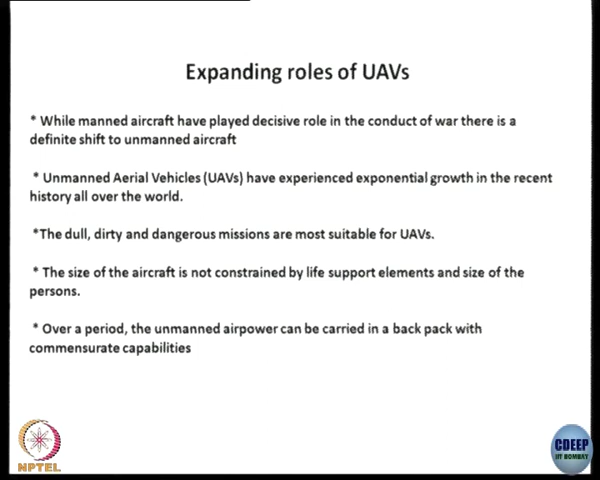 Expanding roles of UAVs
* While manned aircraft have played decisive role in the conduct of war there is a
definite shift to unmanned aircraft
* Unmanned Aerial Vehicles (UAVs) have experienced exponential growth in the recent
history all over the world.
*The dull, dirty and dangerous missions are most suitable for UAVs.
* The size of the aircraft is not constrained by life support elements and size of the
persons.
* Over a period, the unmanned airpower can be carried in a back pack with
commensurate capabilities
NPTEL
CDEEP
IIT BOMBAY